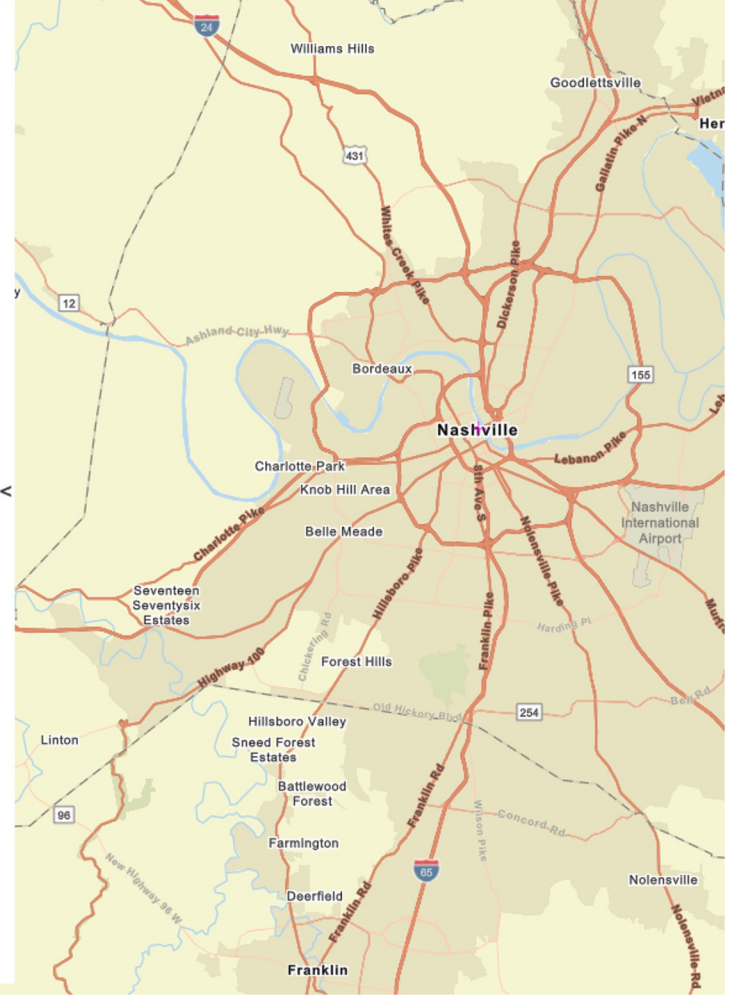 24
Williams Hills
Goodlettsville
Vietn
Her
Gallatin Pike N
431
Whites Creek Pike
Dickerson Pike
y
12
Ashland City Hwy
Bordeaux
155
Leb
Nashville
Lebanon Pike
Charlotte Park
<
Knob Hill Area
8th Ave S
Nashville
International
Airport
Charlotte Pike
Belle Meade
Nolensville Pike
Hillsboro Pike
Seventeen
Seventysix
Estates
Murfr
Franklin Pike
Harding Pl
Chickering Rd
Highway 100
Forest Hills
Bell Rd
Old Hickory Blvd
254
Hillsboro Valley
Linton
Sneed Forest
Estates
Battlewood
Forest
Franklin Rd
96
Wilson Pike
Concord Rd
Farmington
New Highway 96 W
65
Nolensville
Deerfield
Franklin Rd
Nolensville Rd
Franklin